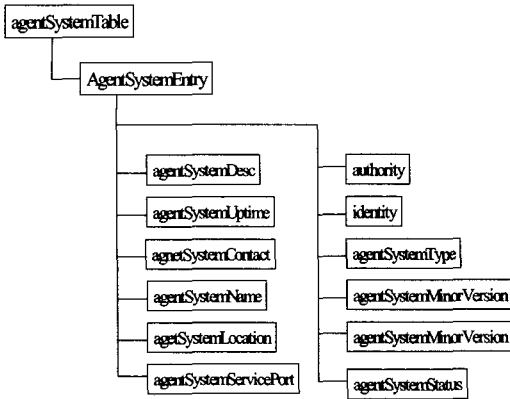 agentSystemTable
AgentSystemEntry
agentSystemDesc
agentSystemUptime
agnetSystemContact
agentSystemName
agetSystemLocation
agentSystemServicePort
authority
identity
agentSystemType
agentSystemMinorVersion
agentSystemMinorVersion
agentSystemStatus